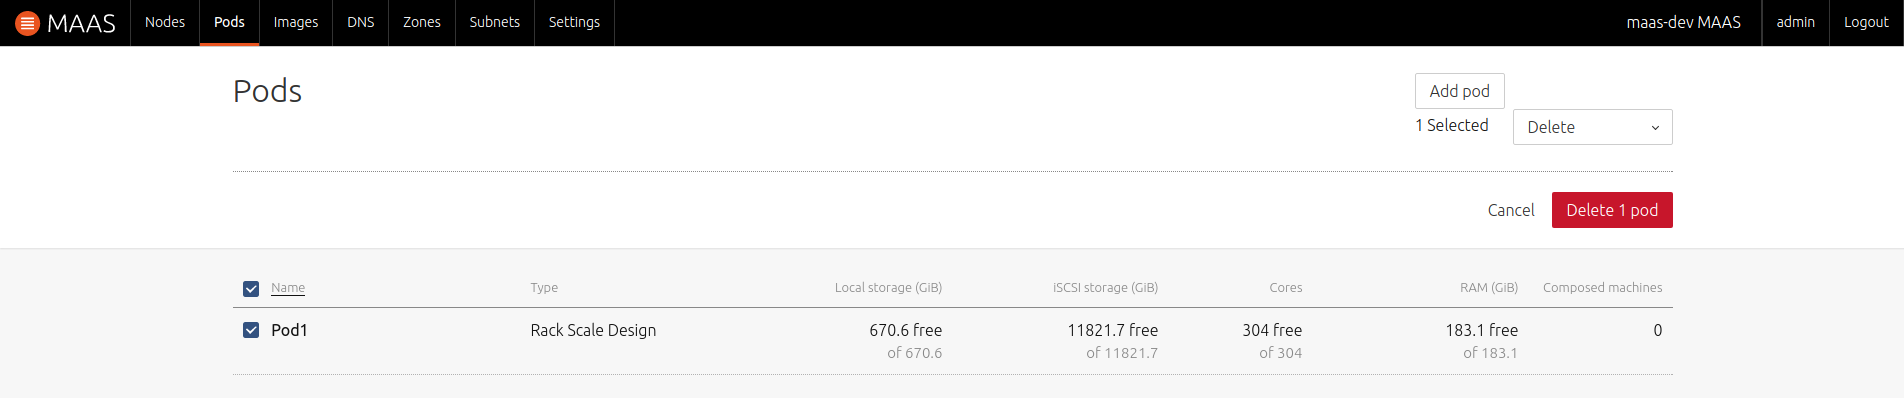 MAAS Nodes Pods Images DNS Zones Subnets Settings maas-dev MAAS admin Logout
Pods
Add pod
1 Selected Delete
Cancel Delete 1 pod
Name Type Local storage (GiB) iSCSI storage (GiB) Cores RAM (GiB) Composed machines
Pod1 Rack Scale Design 670.6 free 11821.7 free 304 free 183.1 free 0
of 670.6 of 11821.7 of 304 of 183.1